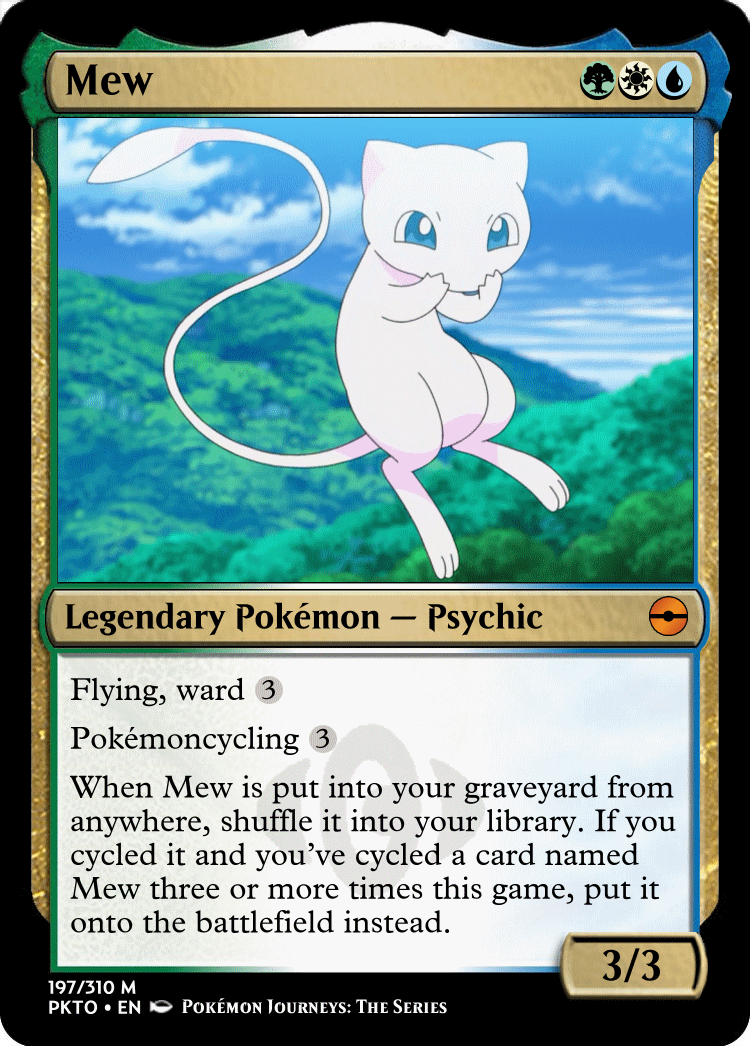 Mew
Legendary Pokémon — Psychic
Flying, ward 3
Pokémoncycling 3
When Mew is put into your graveyard from
anywhere, shuffle it into your library. If you
cycled it and you've cycled a card named
Mew three or more times this game, put it
onto the battlefield instead.
3/3
197/310 M
PKTO • EN Pokémon Journeys: The Series